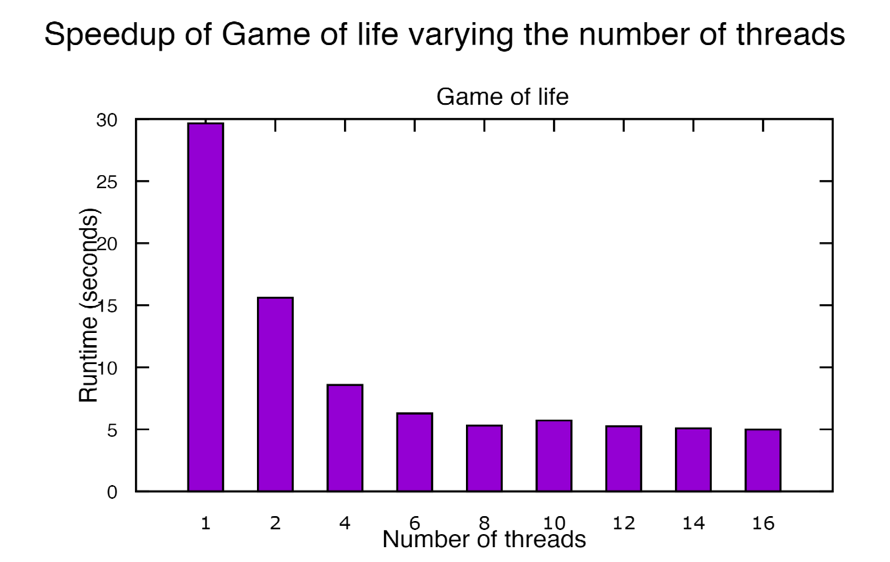 Speedup of Game of life varying the number of threads
Game of life
30
25
20
15
10
5
0
Runtime (seconds)
1 2 4 6 8 10 12 14 16
Number of threads